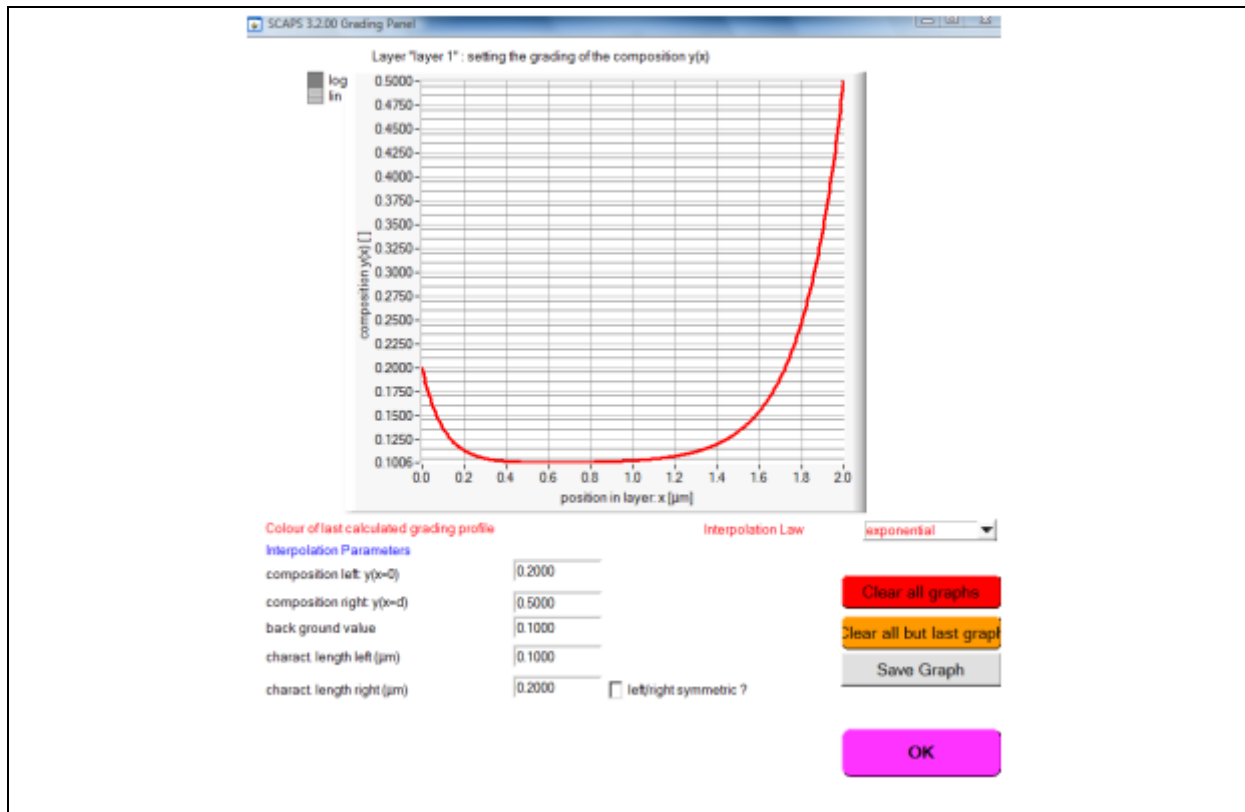 SCAPS 3.2.00 Grading Panel
Layer "layer 1" : setting the grading of the composition y(x)
log
lin
0.5000
0.4750
0.4500
0.4250
0.4000
0.3750
0.3500
0.3250
0.3000
0.2750
0.2500
0.2250
0.2000
0.1750
0.1500
0.1250
0.1006
composition y(x) [ ]
0.0 0.2 0.4 0.6 0.8 1.0 1.2 1.4 1.6 1.8 2.0
position in layer: x [µm]
Colour of last calculated grading profile
Interpolation Law exponential
Interpolation Parameters
composition left: y(x=0) 0.2000
composition right: y(x=d) 0.5000
back ground value 0.1000
charact. length left (µm) 0.1000
charact. length right (µm) 0.2000 left/right symmetric ?
Clear all graphs
Clear all but last graph
Save Graph
OK